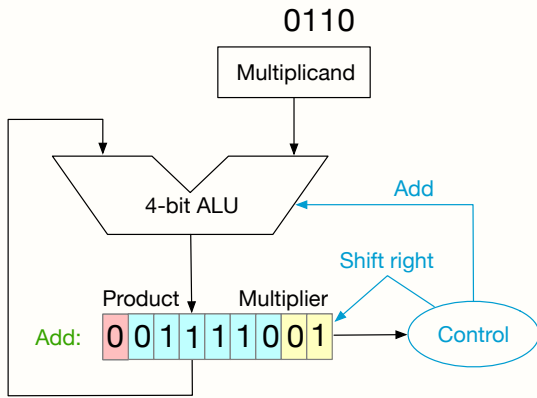 0110
Multiplicand
4-bit ALU
Add
Shift right
Product Multiplier
Add: 0 0 1 1 1 1 0 0 1
Control